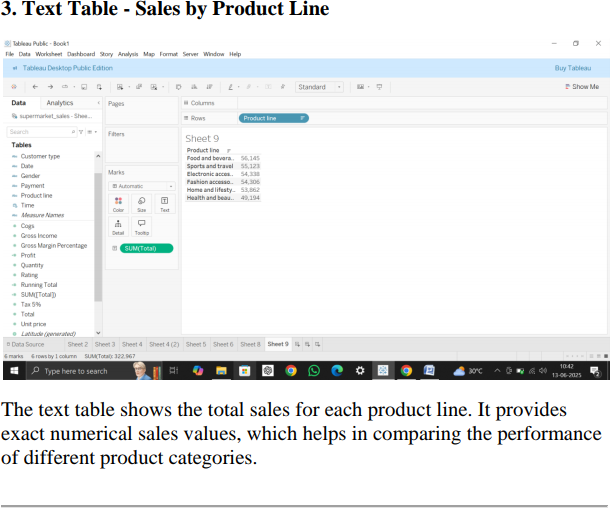 3. Text Table - Sales by Product Line
Tableau Public - Book1
File Data Worksheet Dashboard Story Analysis Map Format Server Window Help
Tableau Desktop Public Edition Buy Tableau
Standard Show Me
Data Analytics Pages Columns
supermarket_sales - Shee... Rows Product line
Search Filters
Sheet 9
Tables
Product line
Customer type Food and bevera.. 56,145
Date Sports and travel 55,123
Gender Marks Electronic acces.. 54,338
Payment Automatic Fashion accesso.. 54,306
Product line Home and lifesty.. 53,862
Time Color Size Text Health and beau.. 49,194
Measure Names
Cogs Detail Tooltip
Gross Income
Gross Margin Percentage SUM(Total)
Profit
Quantity
Rating
Running Total
SUM([Total])
Tax 5%
Total
Unit price
Latitude (generated)
Data Source Sheet 2 Sheet 3 Sheet 4 Sheet 4 (2) Sheet 5 Sheet 6 Sheet 8 Sheet 9
6 marks 6 rows by 1 column SUM(Total): 322,967
Type here to search 30°C 10:42
13-06-2025
The text table shows the total sales for each product line. It provides
exact numerical sales values, which helps in comparing the performance
of different product categories.